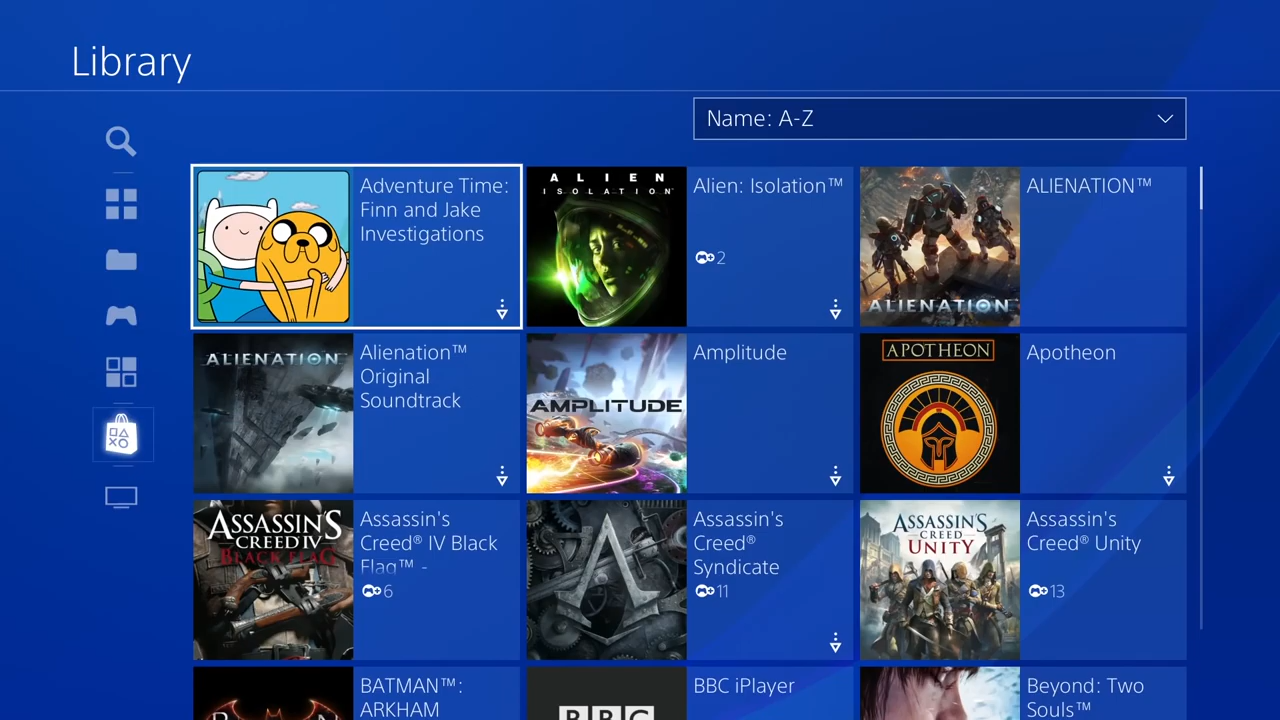 Library
Name: A-Z
Adventure Time:
Finn and Jake
Investigations
ALIEN
ISOLATION
Alien: Isolation™
2
ALIENATION
ALIENATION™
ALIENATION
Alienation™
Original
Soundtrack
AMPLITUDE
Amplitude
APOTHEON
Apotheon
ASSASSIN'S
CREED IV
BLACK FLAG
Assassin's
Creed® IV Black
Flag™ -
6
Assassin's
Creed®
Syndicate
11
ASSASSIN'S
CREED
UNITY
Assassin's
Creed® Unity
13
BATMAN™:
ARKHAM
BBC
BBC iPlayer
Beyond: Two
Souls™